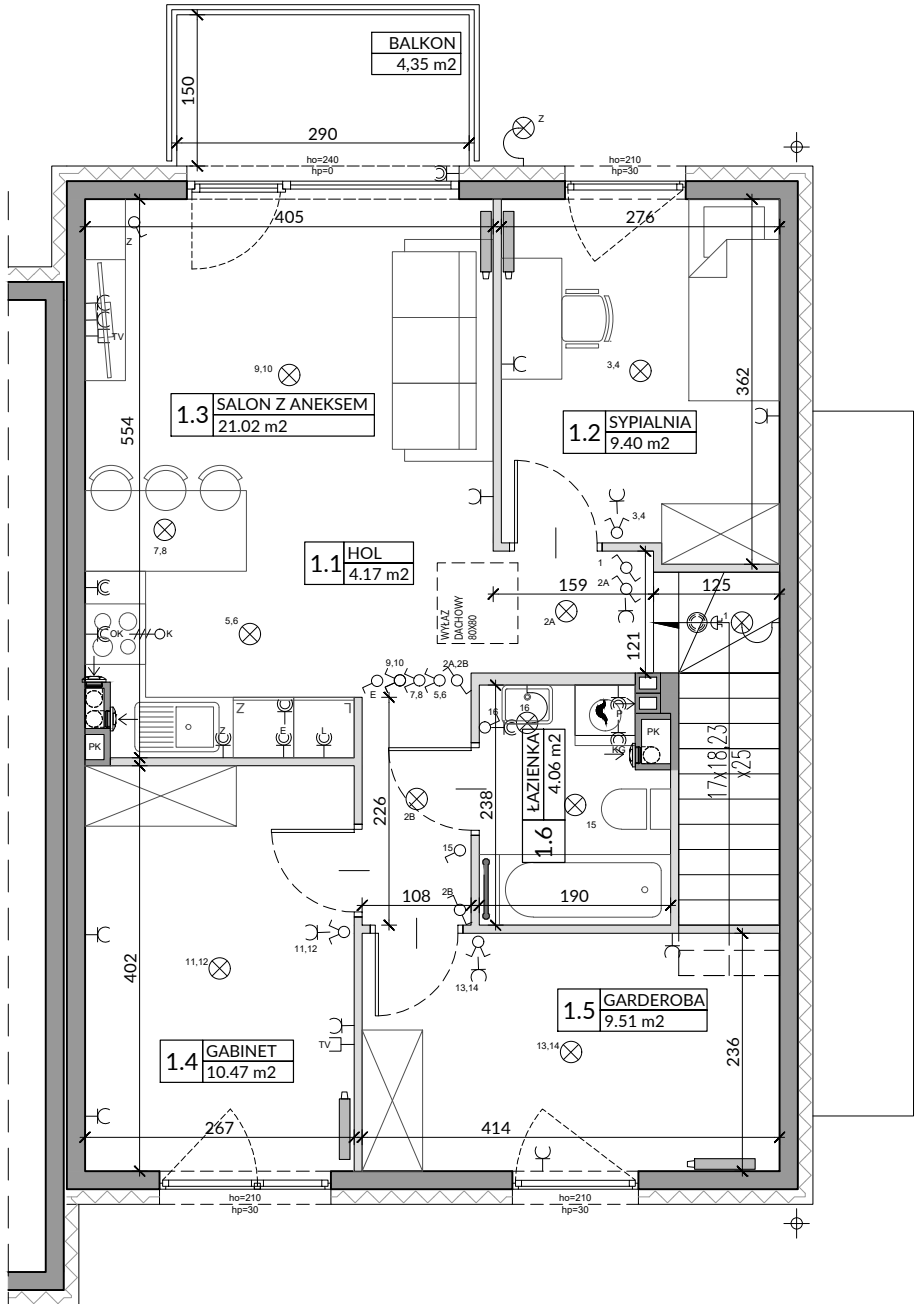 BALKON
4,35 m2
150
290
Z
ho=240
hp=0
ho=210
hp=30
405
276
Z
TV
9,10
3,4
1.3 SALON Z ANEKSEM
21.02 m2
554
362
1.2 SYPIALNIA
9.40 m2
7,8
3,4
1.1 HOL
4.17 m2
1
2A
159
125
WYŁAZ
DACHOWY
80X80
2A
1
OK
K
5,6
121
9,10
2A,2B
E
7,8
5,6
16
16
P
KG
PK
PK
Z
Z
E
L
17x18,23
x25
1.6 ŁAZIENKA
4.06 m2
226
238
2B
15
15
108
2B
190
11,12
11,12
402
13,14
1.5 GARDEROBA
9.51 m2
13,14
236
TV
1.4 GABINET
10.47 m2
267
414
ho=210
hp=30
ho=210
hp=30